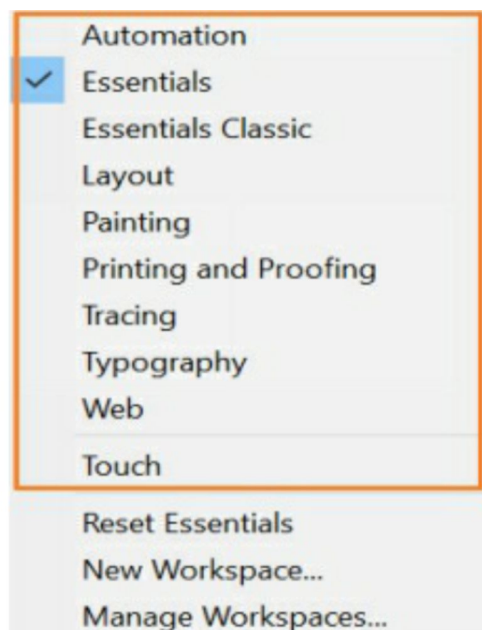 Automation
Essentials
Essentials Classic
Layout
Painting
Printing and Proofing
Tracing
Typography
Web
Touch
Reset Essentials
New Workspace...
Manage Workspaces...